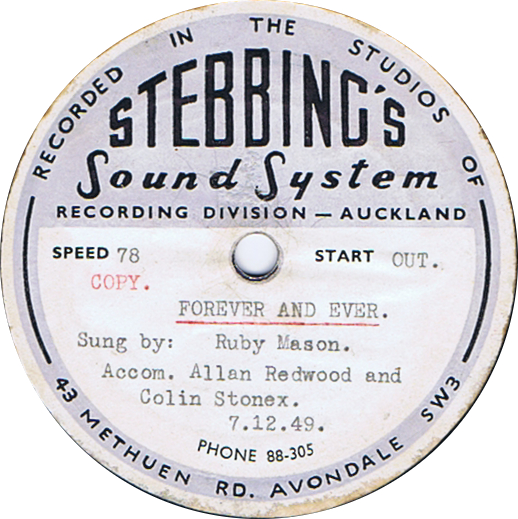 RECORDED IN THE STUDIOS OF
STEBBING'S
Sound System
RECORDING DIVISION — AUCKLAND
SPEED 78 START OUT.
COPY.
FOREVER AND EVER.
Sung by: Ruby Mason.
Accom. Allan Redwood and
Colin Stonex.
7.12.49.
PHONE 88-305
43 METHUEN RD. AVONDALE SW3